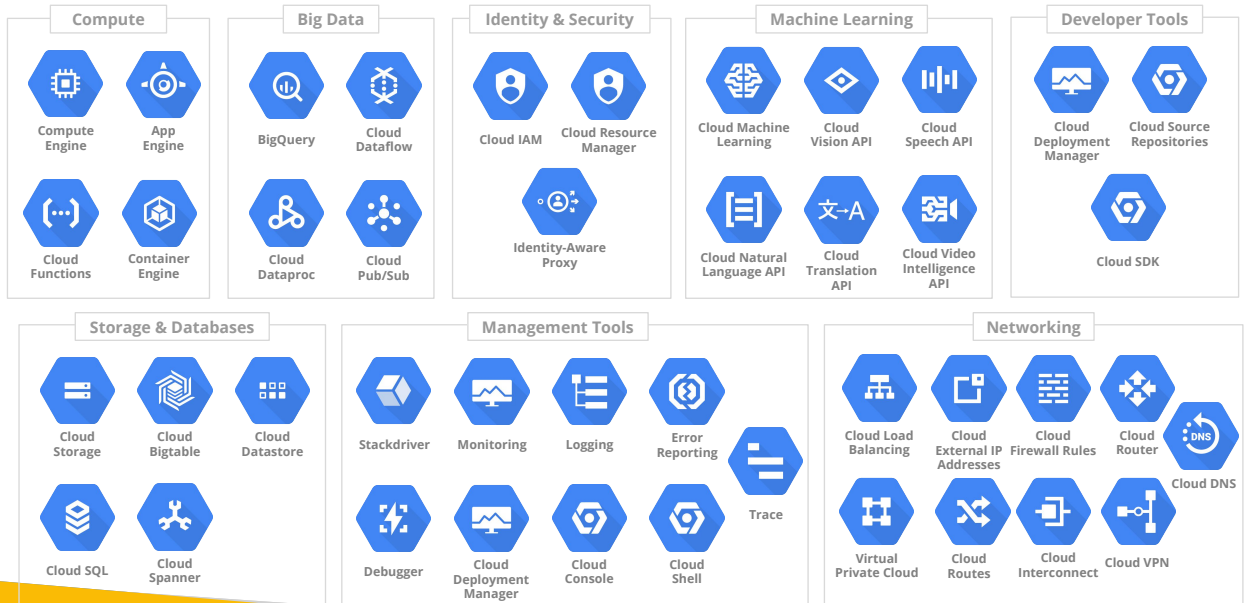 Compute
Compute
Engine
App
Engine
Cloud
Functions
Container
Engine
Big Data
BigQuery
Cloud
Dataflow
Cloud
Dataproc
Cloud
Pub/Sub
Identity & Security
Cloud IAM
Cloud Resource
Manager
Identity-Aware
Proxy
Machine Learning
Cloud Machine
Learning
Cloud
Vision API
Cloud
Speech API
文→A
Cloud Natural
Language API
Cloud
Translation
API
Cloud Video
Intelligence
API
Developer Tools
Cloud
Deployment
Manager
Cloud Source
Repositories
Cloud SDK
Storage & Databases
Cloud
Storage
Cloud
Bigtable
Cloud
Datastore
Cloud SQL
Cloud
Spanner
Management Tools
Stackdriver
Monitoring
Logging
Error
Reporting
Trace
Debugger
Cloud
Deployment
Manager
Cloud
Console
Cloud
Shell
Networking
Cloud Load
Balancing
Cloud
External IP
Addresses
Cloud
Firewall Rules
Cloud
Router
DNS
Cloud DNS
Virtual
Private Cloud
Cloud
Routes
Cloud
Interconnect
Cloud VPN